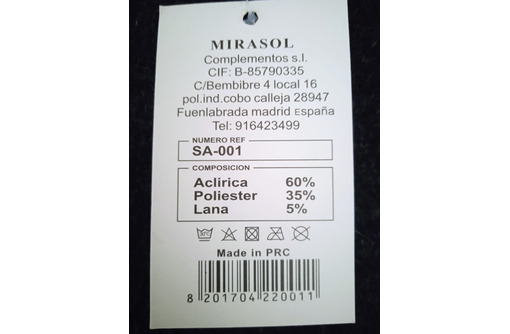 MIRASOL
Complementos s.l.
CIF: B-85790335
C/Bembibre 4 local 16
pol.ind.cobo calleja 28947
Fuenlabrada madrid ESPAÑA
Tel: 916423499
NUMERO REF
SA-001
COMPOSICION
Aclirica 60%
Poliester 35%
Lana 5%
Made in PRC
8 201704 220011